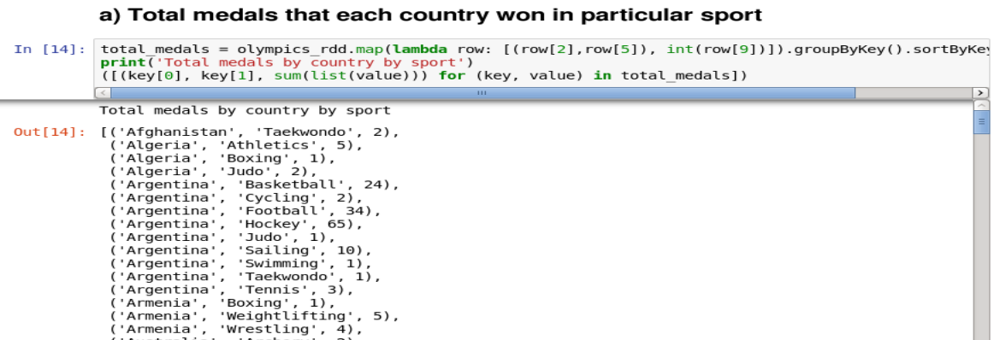 a) Total medals that each country won in particular sport
In [14]: total_medals = olympics_rdd.map(lambda row: [(row[2],row[5]), int(row[9])]).groupByKey().sortByKey
print('Total medals by country by sport')
([(key[0], key[1], sum(list(value))) for (key, value) in total_medals])
Total medals by country by sport
Out[14]: [('Afghanistan', 'Taekwondo', 2),
('Algeria', 'Athletics', 5),
('Algeria', 'Boxing', 1),
('Algeria', 'Judo', 2),
('Argentina', 'Basketball', 24),
('Argentina', 'Cycling', 2),
('Argentina', 'Football', 34),
('Argentina', 'Hockey', 65),
('Argentina', 'Judo', 1),
('Argentina', 'Sailing', 10),
('Argentina', 'Swimming', 1),
('Argentina', 'Taekwondo', 1),
('Argentina', 'Tennis', 3),
('Armenia', 'Boxing', 1),
('Armenia', 'Weightlifting', 5),
('Armenia', 'Wrestling', 4),